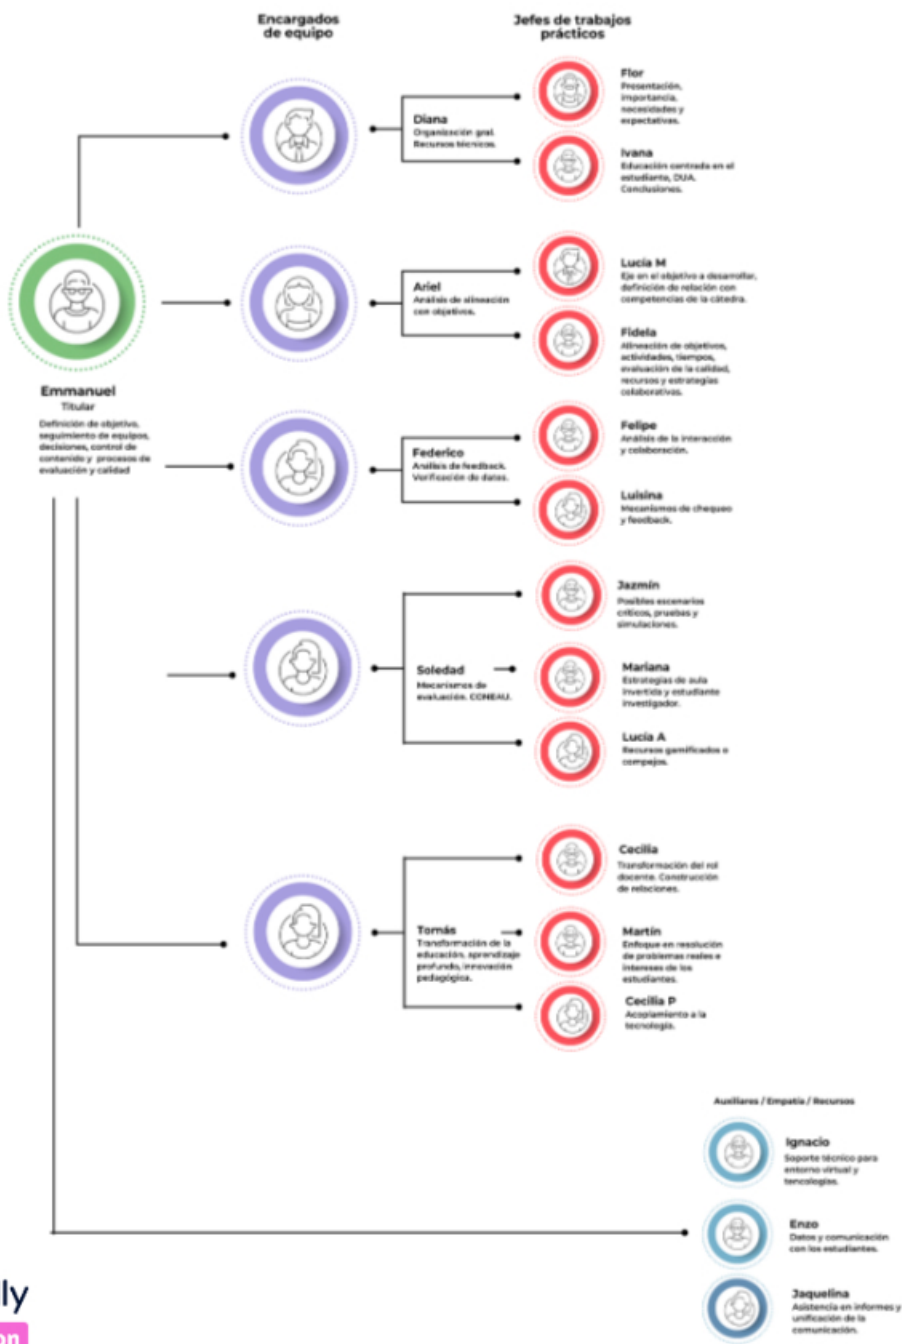 Encargados
de equipo
Jefes de trabajos
prácticos
Emmanuel
Titular
Definición de objetivo,
seguimiento de equipos,
decisiones, control de
contenido y procesos de
evaluación y calidad
Diana
Organización gral.
Recursos técnicos.
Flor
Presentación,
importancia,
necesidades y
expectativas.
Ivana
Educación centrada en el
estudiante, DUA.
Conclusiones.
Ariel
Análisis de alineación
con objetivos.
Lucía M
Eje en el objetivo a desarrollar,
definición de relación con
competencias de la cátedra.
Fidela
Alineación de objetivos,
actividades, tiempos,
evaluación de la calidad,
recursos y estrategias
colaborativas.
Federico
Análisis de feedback.
Verificación de datos.
Felipe
Análisis de la interacción
y colaboración.
Luisina
Mecanismos de chequeo
y feedback.
Soledad
Mecanismos de
evaluación. CONEAU.
Jazmín
Posibles escenarios
críticos, pruebas y
simulaciones.
Mariana
Estrategias de aula
invertida y estudiante
investigador.
Lucía A
Recursos gamificados o
compejos.
Tomás
Transformación de la
educación, aprendizaje
profundo, innovación
pedagógica.
Cecilia
Transformación del rol
docente. Construcción
de relaciones.
Martín
Enfoque en resolución
de problemas reales e
intereses de los
estudiantes.
Cecilia P
Acoplamiento a la
tecnología.
Auxiliares / Empatía / Recursos
Ignacio
Soporte técnico para
entorno virtual y
tencologías.
Enzo
Datos y comunicación
con los estudiantes.
Jaquelina
Asistencia en informes y
unificación de la
comunicación.
lly
on